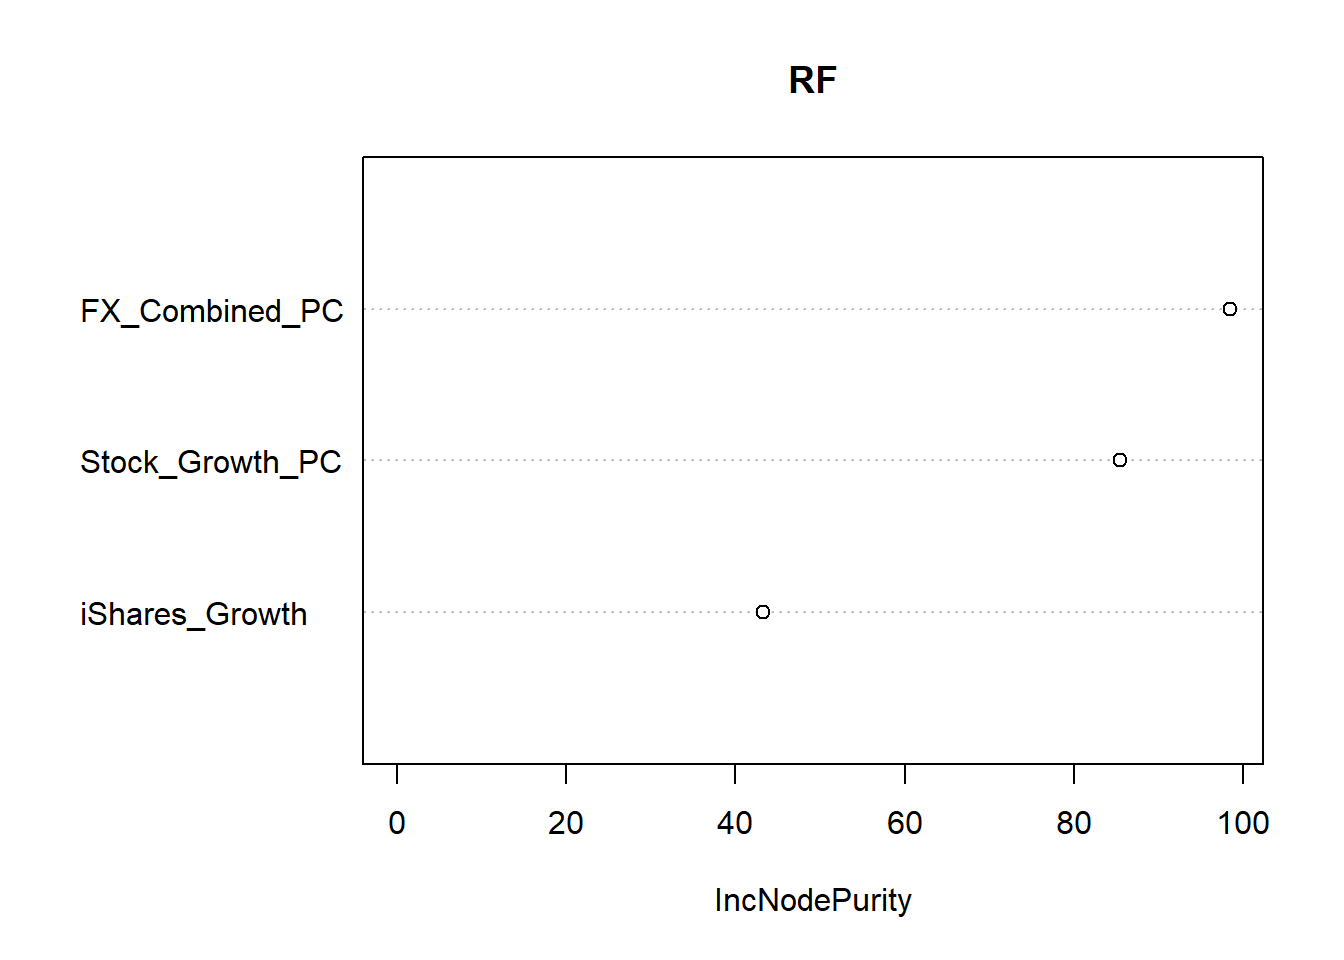 RF
FX_Combined_PC
Stock_Growth_PC
iShares_Growth
0 20 40 60 80 100
IncNodePurity